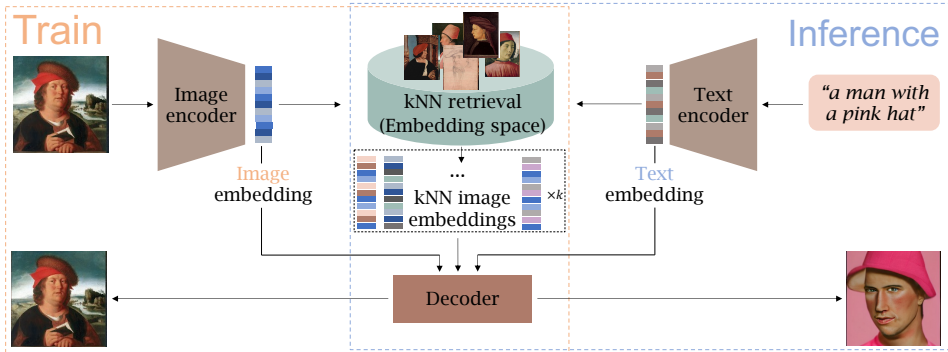 Train
Inference
Image
encoder
kNN retrieval
(Embedding space)
Text
encoder
“a man with
a pink hat”
Image
embedding
...
kNN image
embeddings
×k
Text
embedding
Decoder